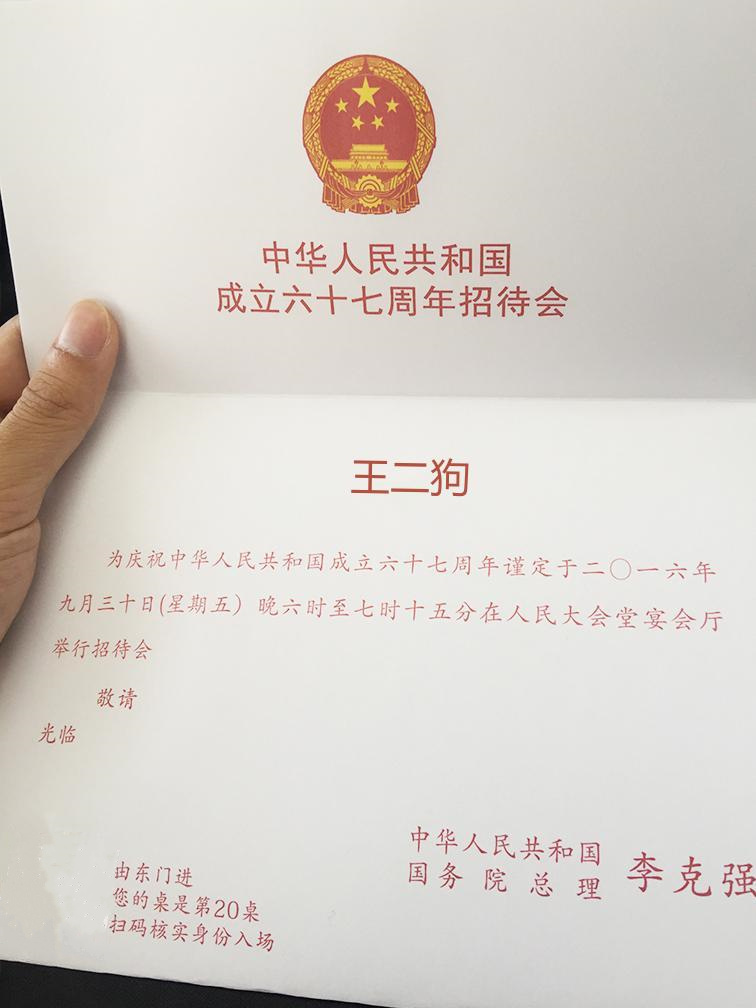 中华人民共和国
成立六十七周年招待会
王二狗
为庆祝中华人民共和国成立六十七周年谨定于二〇一六年
九月三十日(星期五) 晚六时至七时十五分在人民大会堂宴会厅
举行招待会
敬请
光临
中华人民共和国
国务院总理 李克强
由东门进
您的桌是第20桌
扫码核实身份入场